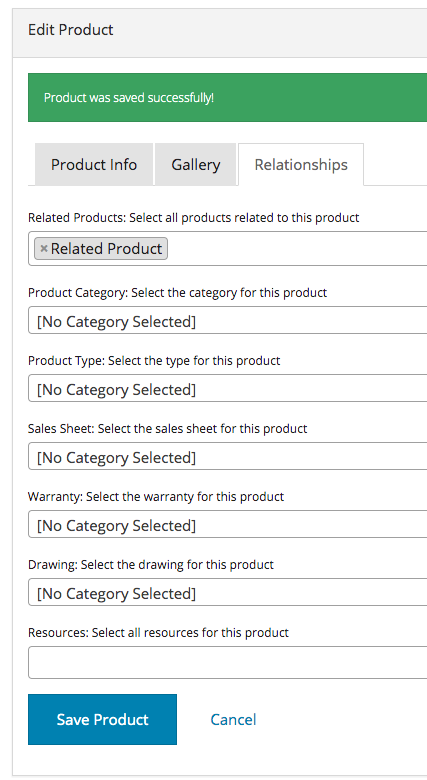 Edit Product
Product was saved successfully!
Product Info Gallery Relationships
Related Products: Select all products related to this product
× Related Product
Product Category: Select the category for this product
[No Category Selected]
Product Type: Select the type for this product
[No Category Selected]
Sales Sheet: Select the sales sheet for this product
[No Category Selected]
Warranty: Select the warranty for this product
[No Category Selected]
Drawing: Select the drawing for this product
[No Category Selected]
Resources: Select all resources for this product
Save Product Cancel